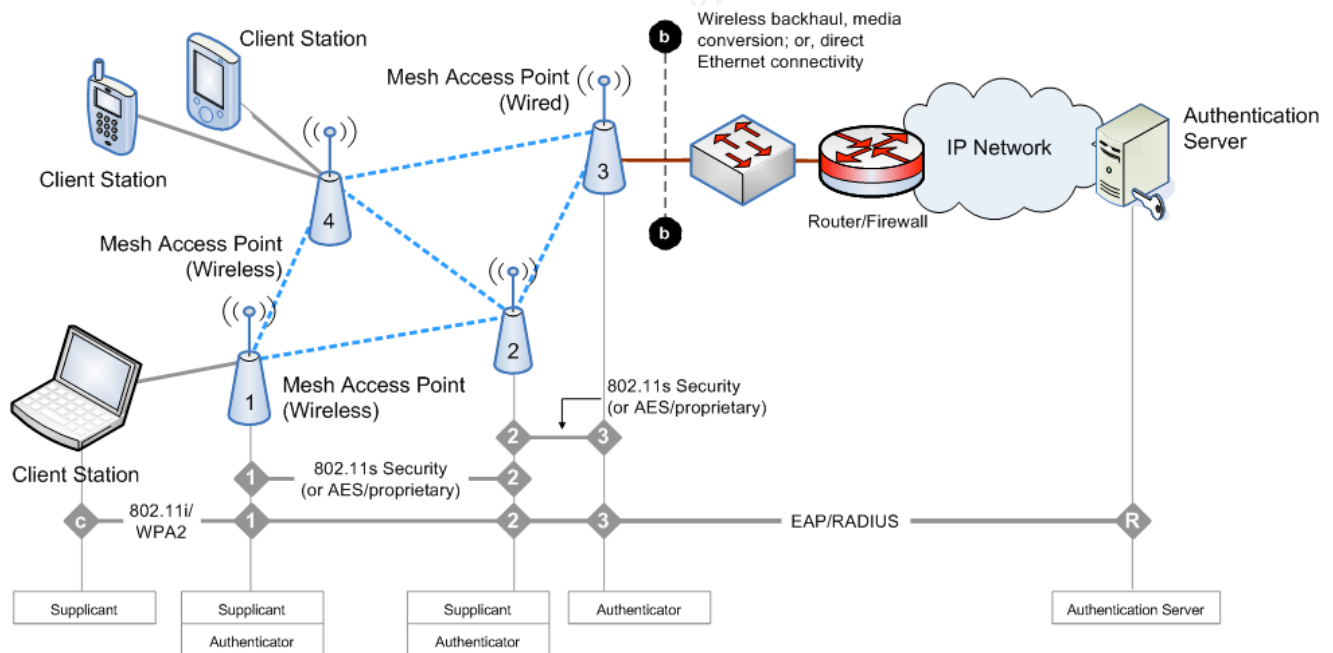 Client Station
Wireless backhaul, media
conversion; or, direct
Ethernet connectivity
b
Mesh Access Point
(Wired)
Authentication
Server
Client Station
3
IP Network
4
Router/Firewall
b
Mesh Access Point
(Wireless)
2
1
Mesh Access Point
(Wireless)
802.11s Security
(or AES/proprietary)
Client Station
2
3
1
802.11s Security
(or AES/proprietary)
2
c
802.11i/
WPA2
1
2
3
EAP/RADIUS
R
Supplicant
Supplicant
Authenticator
Supplicant
Authenticator
Authenticator
Authentication Server